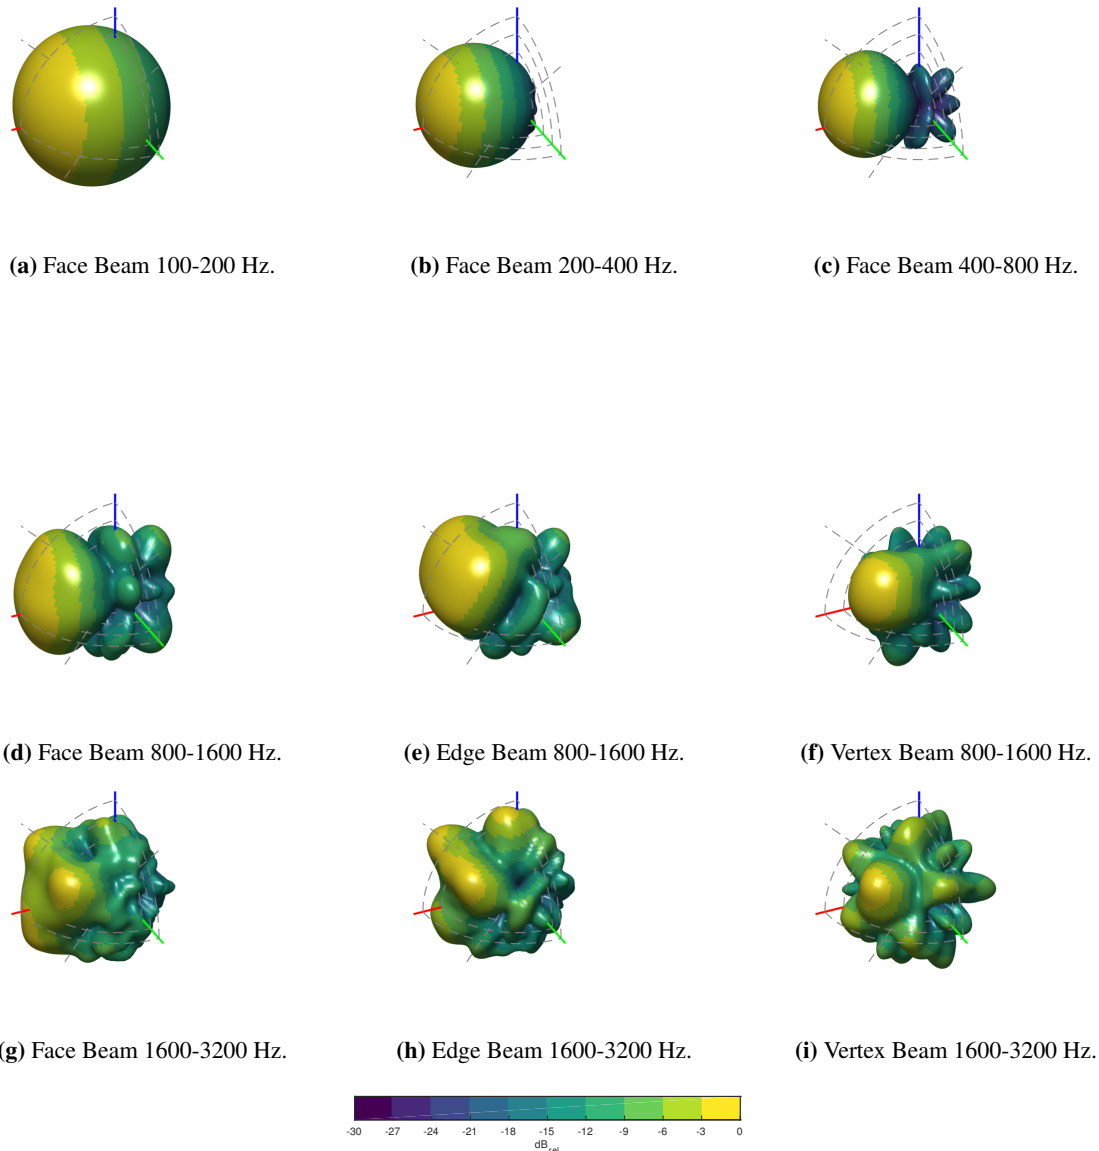 (a) Face Beam 100-200 Hz.
(b) Face Beam 200-400 Hz.
(c) Face Beam 400-800 Hz.
(d) Face Beam 800-1600 Hz.
(e) Edge Beam 800-1600 Hz.
(f) Vertex Beam 800-1600 Hz.
(g) Face Beam 1600-3200 Hz.
(h) Edge Beam 1600-3200 Hz.
(i) Vertex Beam 1600-3200 Hz.
-30 -27 -24 -21 -18 -15 -12 -9 -6 -3 0
dB rel